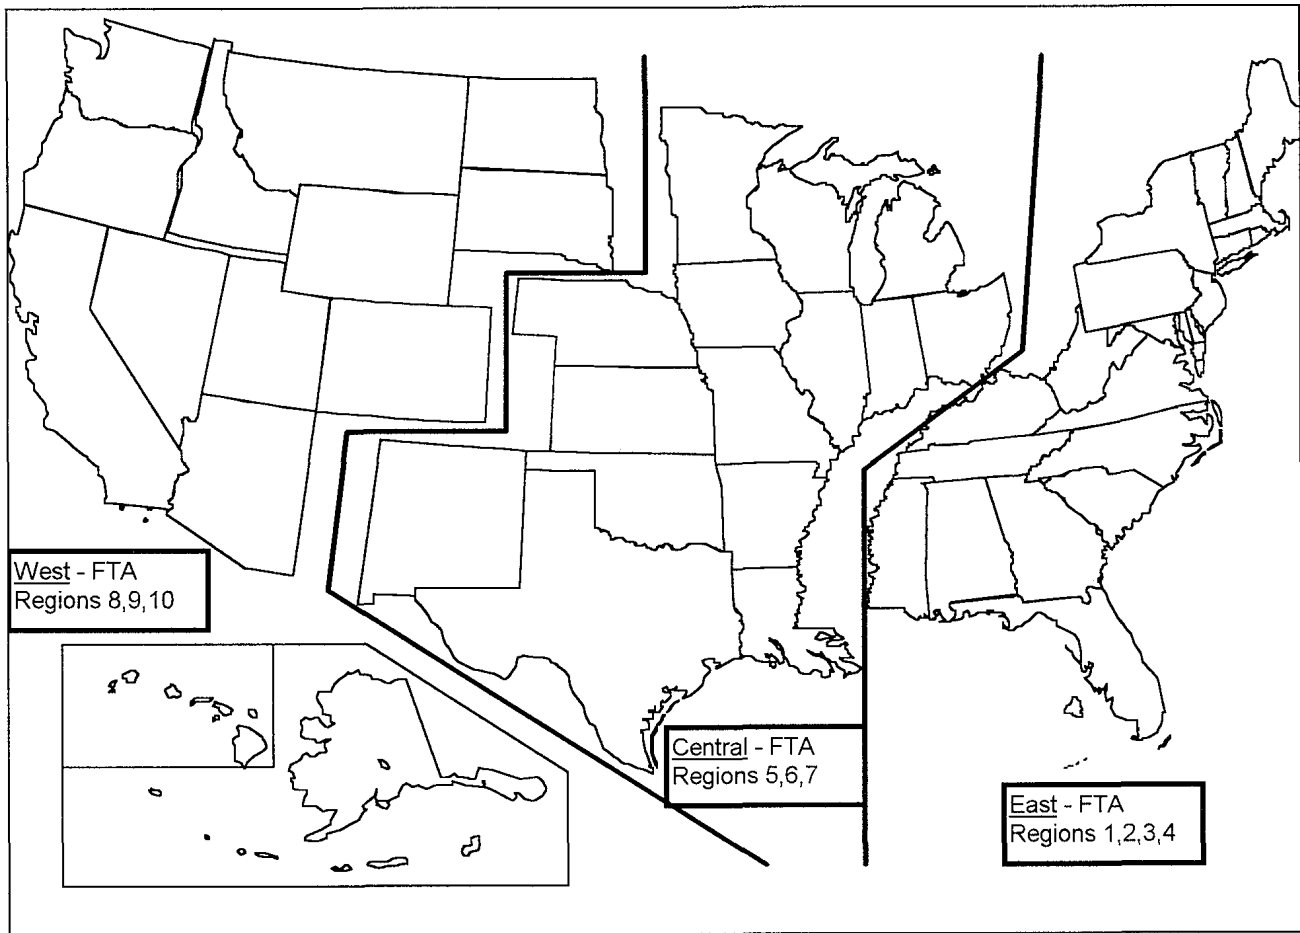 West - FTA
Regions 8,9,10
Central - FTA
Regions 5,6,7
East - FTA
Regions 1,2,3,4